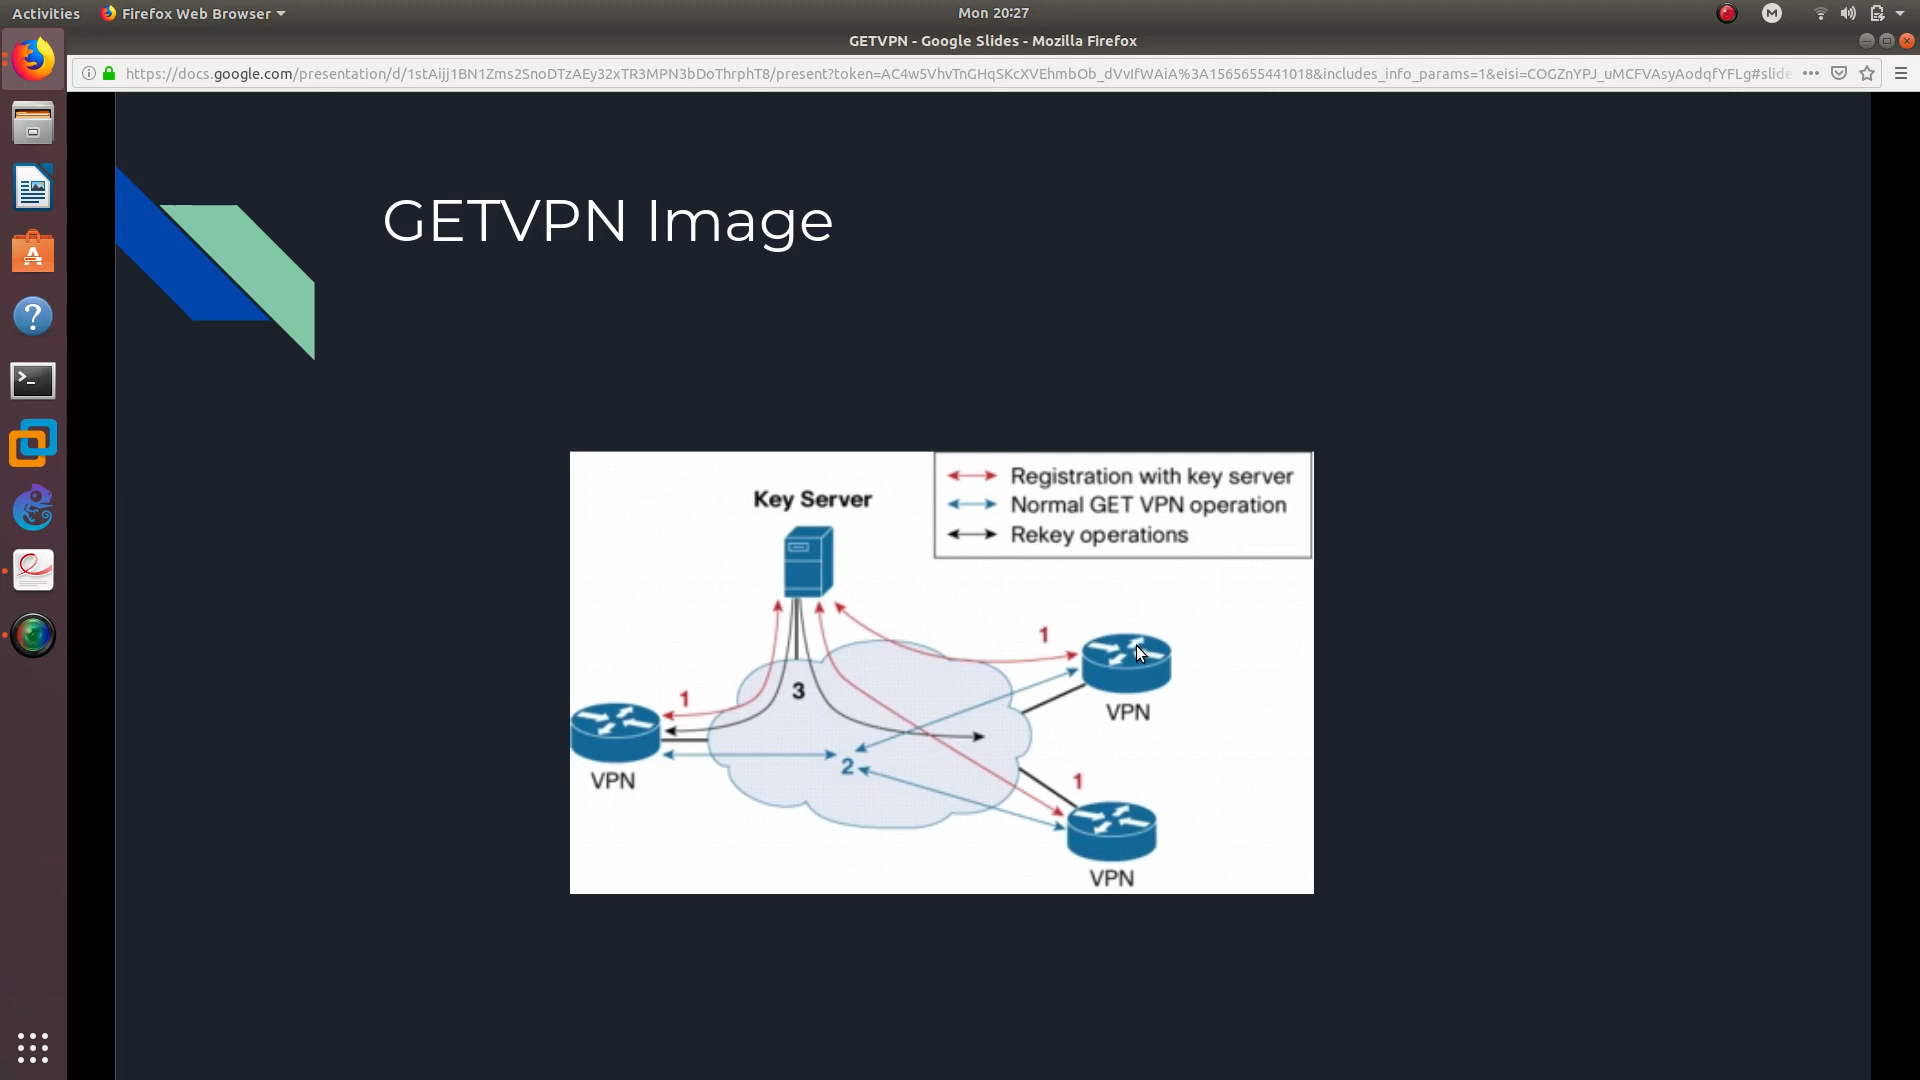 Activities Firefox Web Browser Mon 20:27
GETVPN - Google Slides - Mozilla Firefox
https://docs.google.com/presentation/d/1stAijj1BN1Zms2SnoDTzAEy32xTR3MPN3bDoThrphT8/present?token=AC4w5VhvTnGHqSKcXVEhmbOb_dVvIfWAiA%3A1565655441018&includes_info_params=1&eisi=COGZnYPJ_uMCFVAsyAodqfYFLg#slide
GETVPN Image
Registration with key server
Normal GET VPN operation
Rekey operations
Key Server
1
1
3
VPN
2
VPN
1
VPN